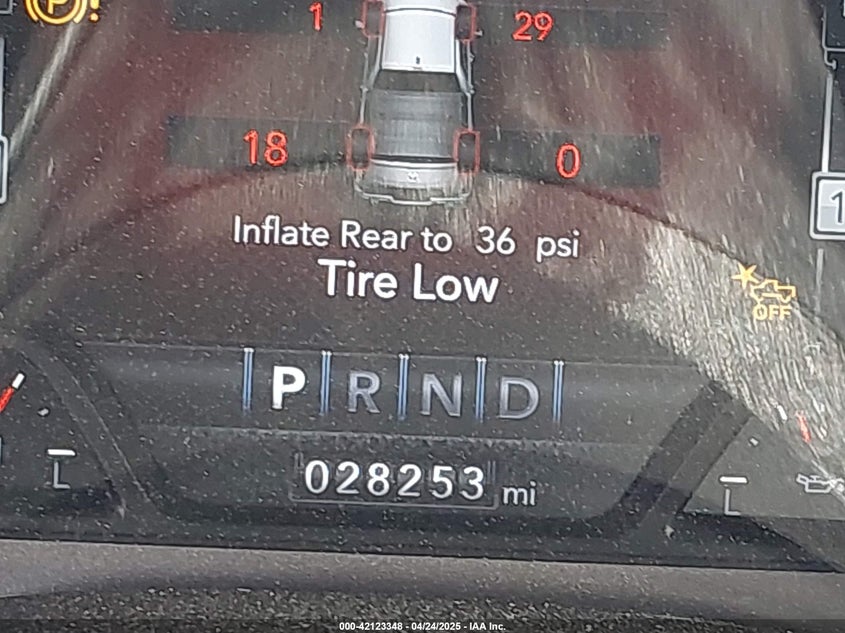 1 29
18 0
Inflate Rear to 36 psi
Tire Low
OFF
P R N D
028253 mi
L L
000-42123348 - 04/24/2025 - IAA Inc.